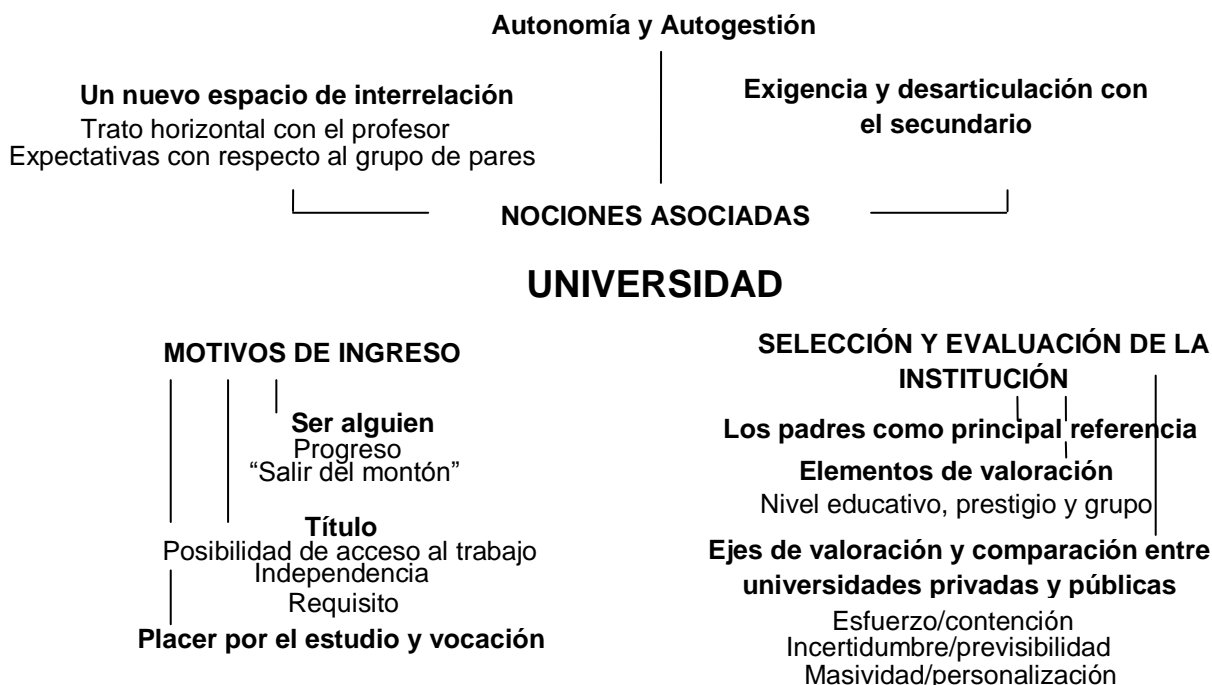 Autonomía y Autogestión
Un nuevo espacio de interrelación
Trato horizontal con el profesor
Expectativas con respecto al grupo de pares
Exigencia y desarticulación con
el secundario
NOCIONES ASOCIADAS
UNIVERSIDAD
MOTIVOS DE INGRESO
Ser alguien
Progreso
“Salir del montón”
Título
Posibilidad de acceso al trabajo
Independencia
Requisito
Placer por el estudio y vocación
SELECCIÓN Y EVALUACIÓN DE LA
INSTITUCIÓN
Los padres como principal referencia
Elementos de valoración
Nivel educativo, prestigio y grupo
Ejes de valoración y comparación entre
universidades privadas y públicas
Esfuerzo/contención
Incertidumbre/previsibilidad
Masividad/personalización